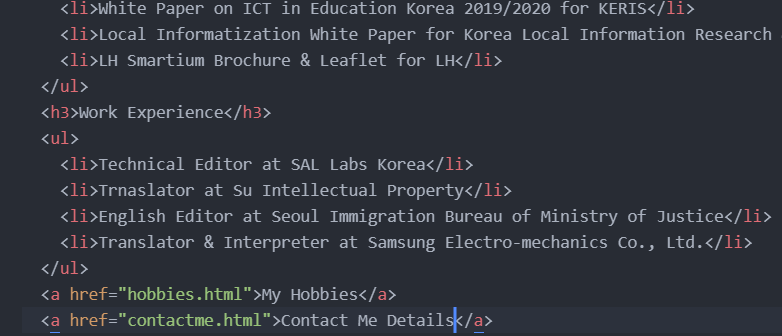 <li>White Paper on ICT in Education Korea 2019/2020 for KERIS</li>
<li>Local Informatization White Paper for Korea Local Information Research
<li>LH Smartium Brochure & Leaflet for LH</li>
</ul>
<h3>Work Experience</h3>
<ul>
<li>Technical Editor at SAL Labs Korea</li>
<li>Trnaslator at Su Intellectual Property</li>
<li>English Editor at Seoul Immigration Bureau of Ministry of Justice</li>
<li>Translator & Interpreter at Samsung Electro-mechanics Co., Ltd.</li>
</ul>
<a href="hobbies.html">My Hobbies</a>
<a href="contactme.html">Contact Me Details</a>